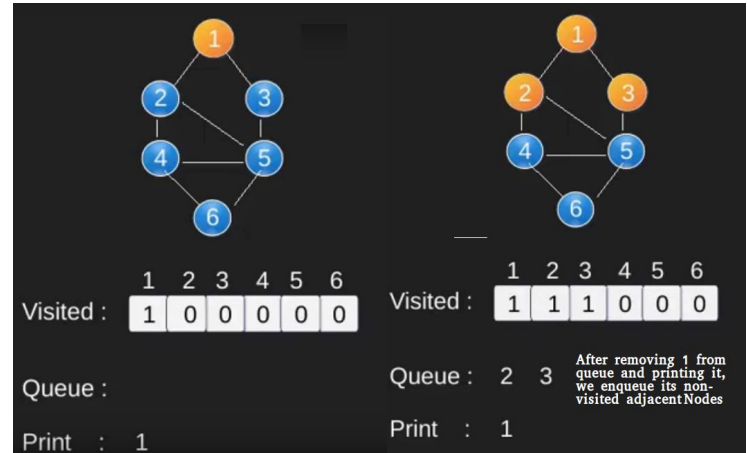 1
2 3
4 5
6
1 2 3 4 5 6
Visited : 1 0 0 0 0 0
Queue :
Print : 1
1
2 3
4 5
6
1 2 3 4 5 6
Visited : 1 1 1 0 0 0
Queue : 2 3
After removing 1 from
queue and printing it,
we enqueue its non-
visited adjacent Nodes
Print : 1